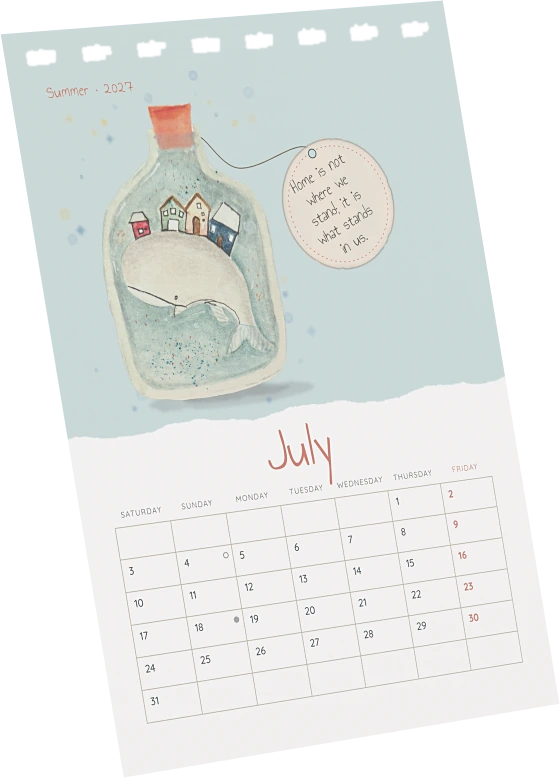 Summer · 2027
Home is not
where we
stand; it is
what stands
in us.
July
SATURDAY SUNDAY MONDAY TUESDAY WEDNESDAY THURSDAY FRIDAY
1 2
3 4 5 6 7 8 9
10 11 12 13 14 15 16
17 18 19 20 21 22 23
24 25 26 27 28 29 30
31